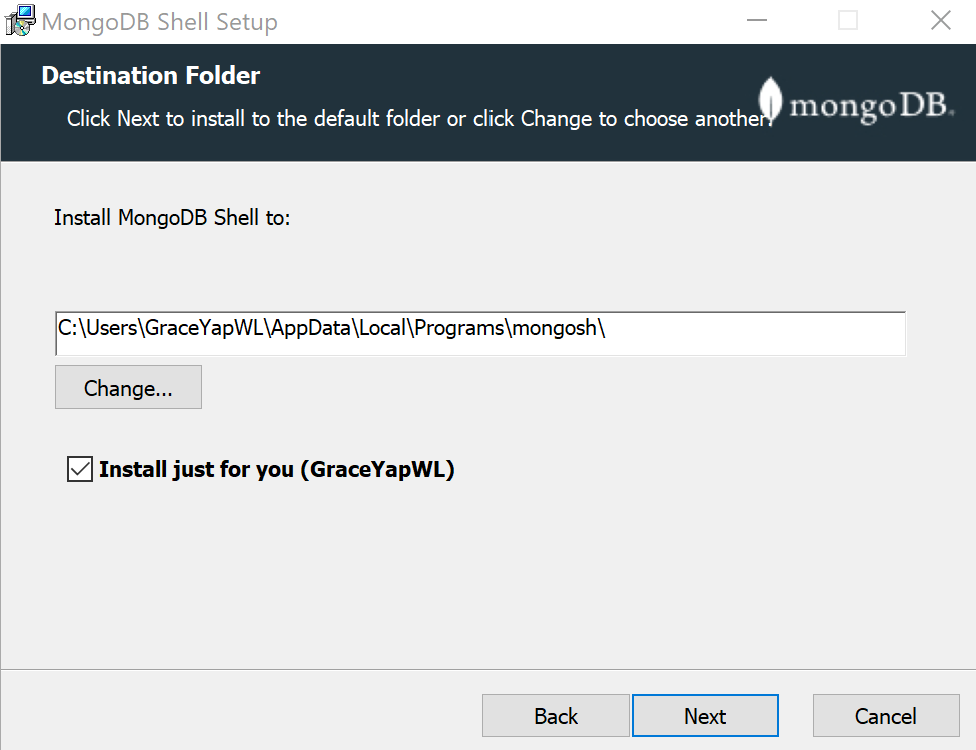 MongoDB Shell Setup
Destination Folder
Click Next to install to the default folder or click Change to choose another.
mongoDB®
Install MongoDB Shell to:
C:\Users\GraceYapWL\AppData\Local\Programs\mongosh\
Change...
Install just for you (GraceYapWL)
Back
Next
Cancel